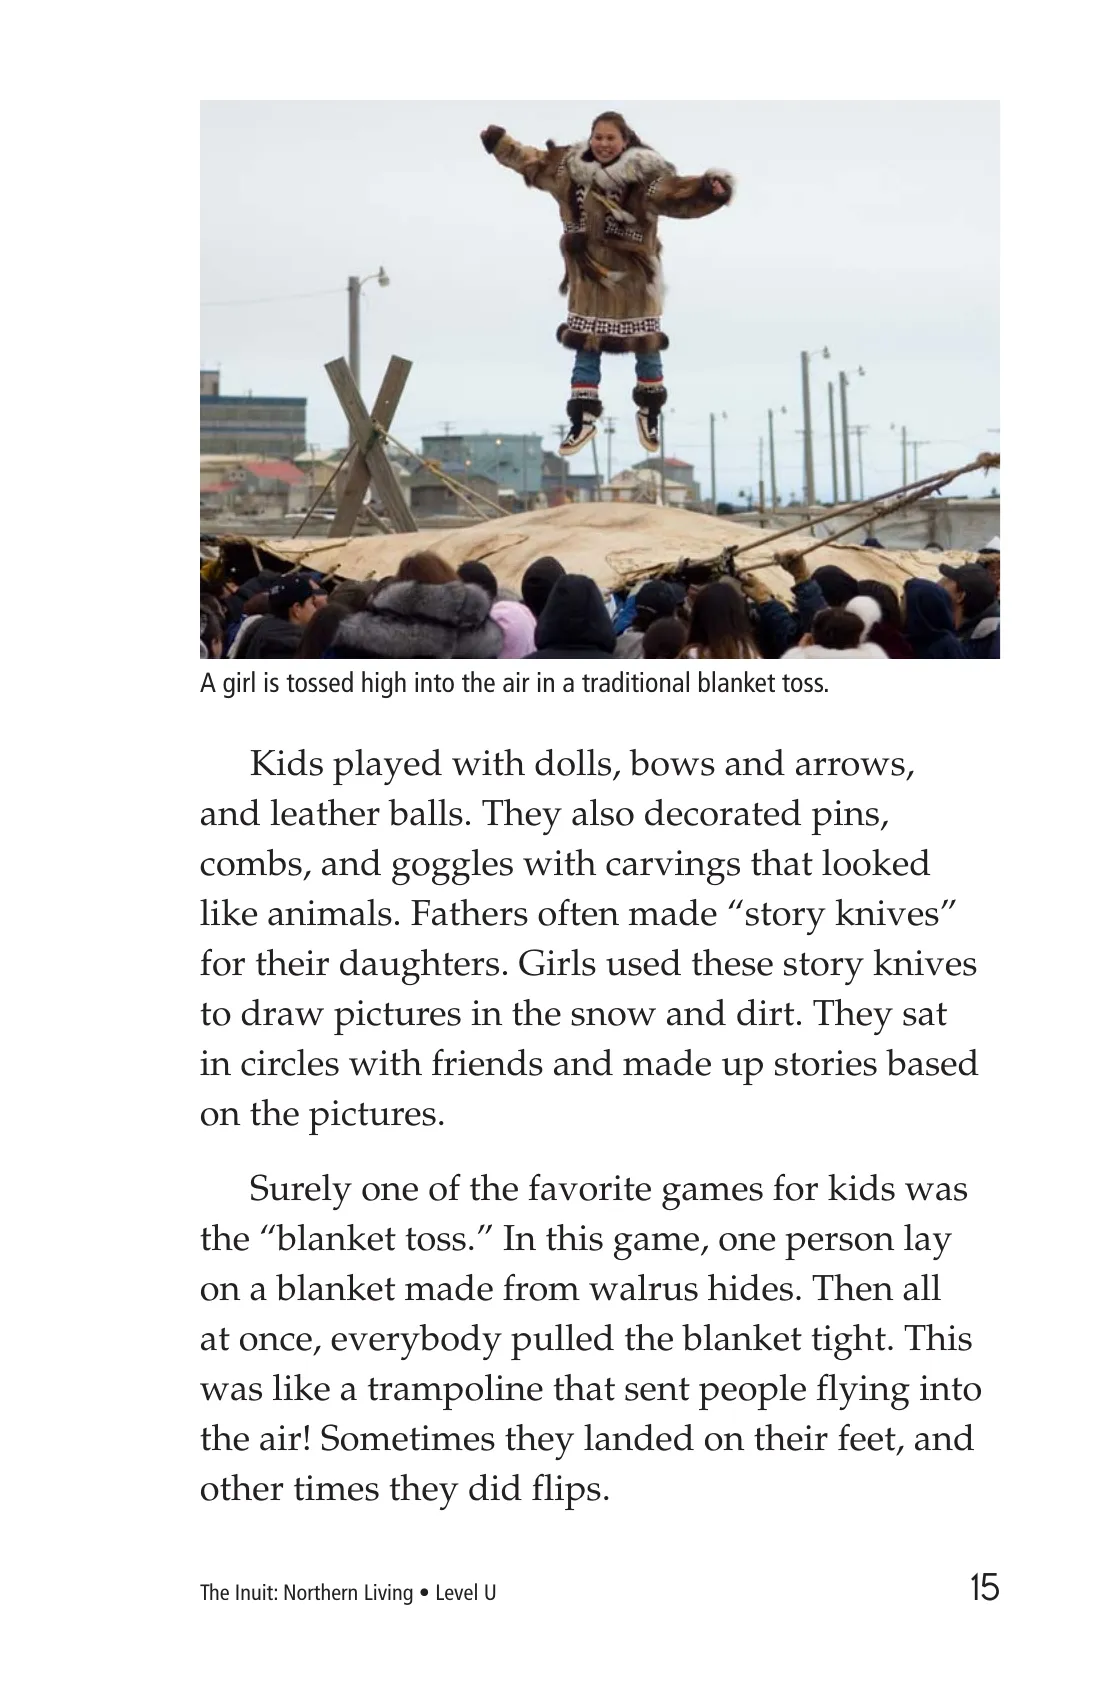 A girl is tossed high into the air in a traditional blanket toss.
Kids played with dolls, bows and arrows,
and leather balls. They also decorated pins,
combs, and goggles with carvings that looked
like animals. Fathers often made “story knives”
for their daughters. Girls used these story knives
to draw pictures in the snow and dirt. They sat
in circles with friends and made up stories based
on the pictures.
Surely one of the favorite games for kids was
the “blanket toss.” In this game, one person lay
on a blanket made from walrus hides. Then all
at once, everybody pulled the blanket tight. This
was like a trampoline that sent people flying into
the air! Sometimes they landed on their feet, and
other times they did flips.
The Inuit: Northern Living • Level U
15